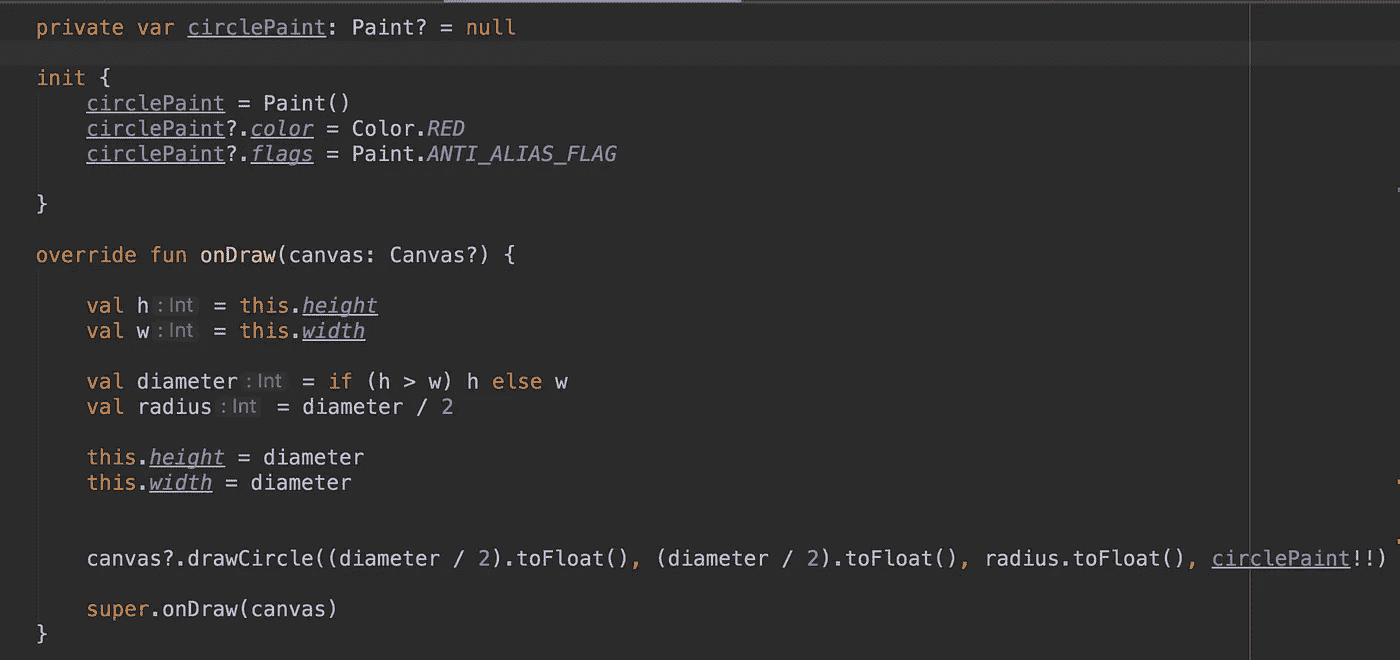 private var circlePaint: Paint? = null
init {
circlePaint = Paint()
circlePaint?.color = Color.RED
circlePaint?.flags = Paint.ANTI_ALIAS_FLAG
}
override fun onDraw(canvas: Canvas?) {
val h : Int = this.height
val w : Int = this.width
val diameter : Int = if (h > w) h else w
val radius : Int = diameter / 2
this.height = diameter
this.width = diameter
canvas?.drawCircle((diameter / 2).toFloat(), (diameter / 2).toFloat(), radius.toFloat(), circlePaint!!)
super.onDraw(canvas)
}